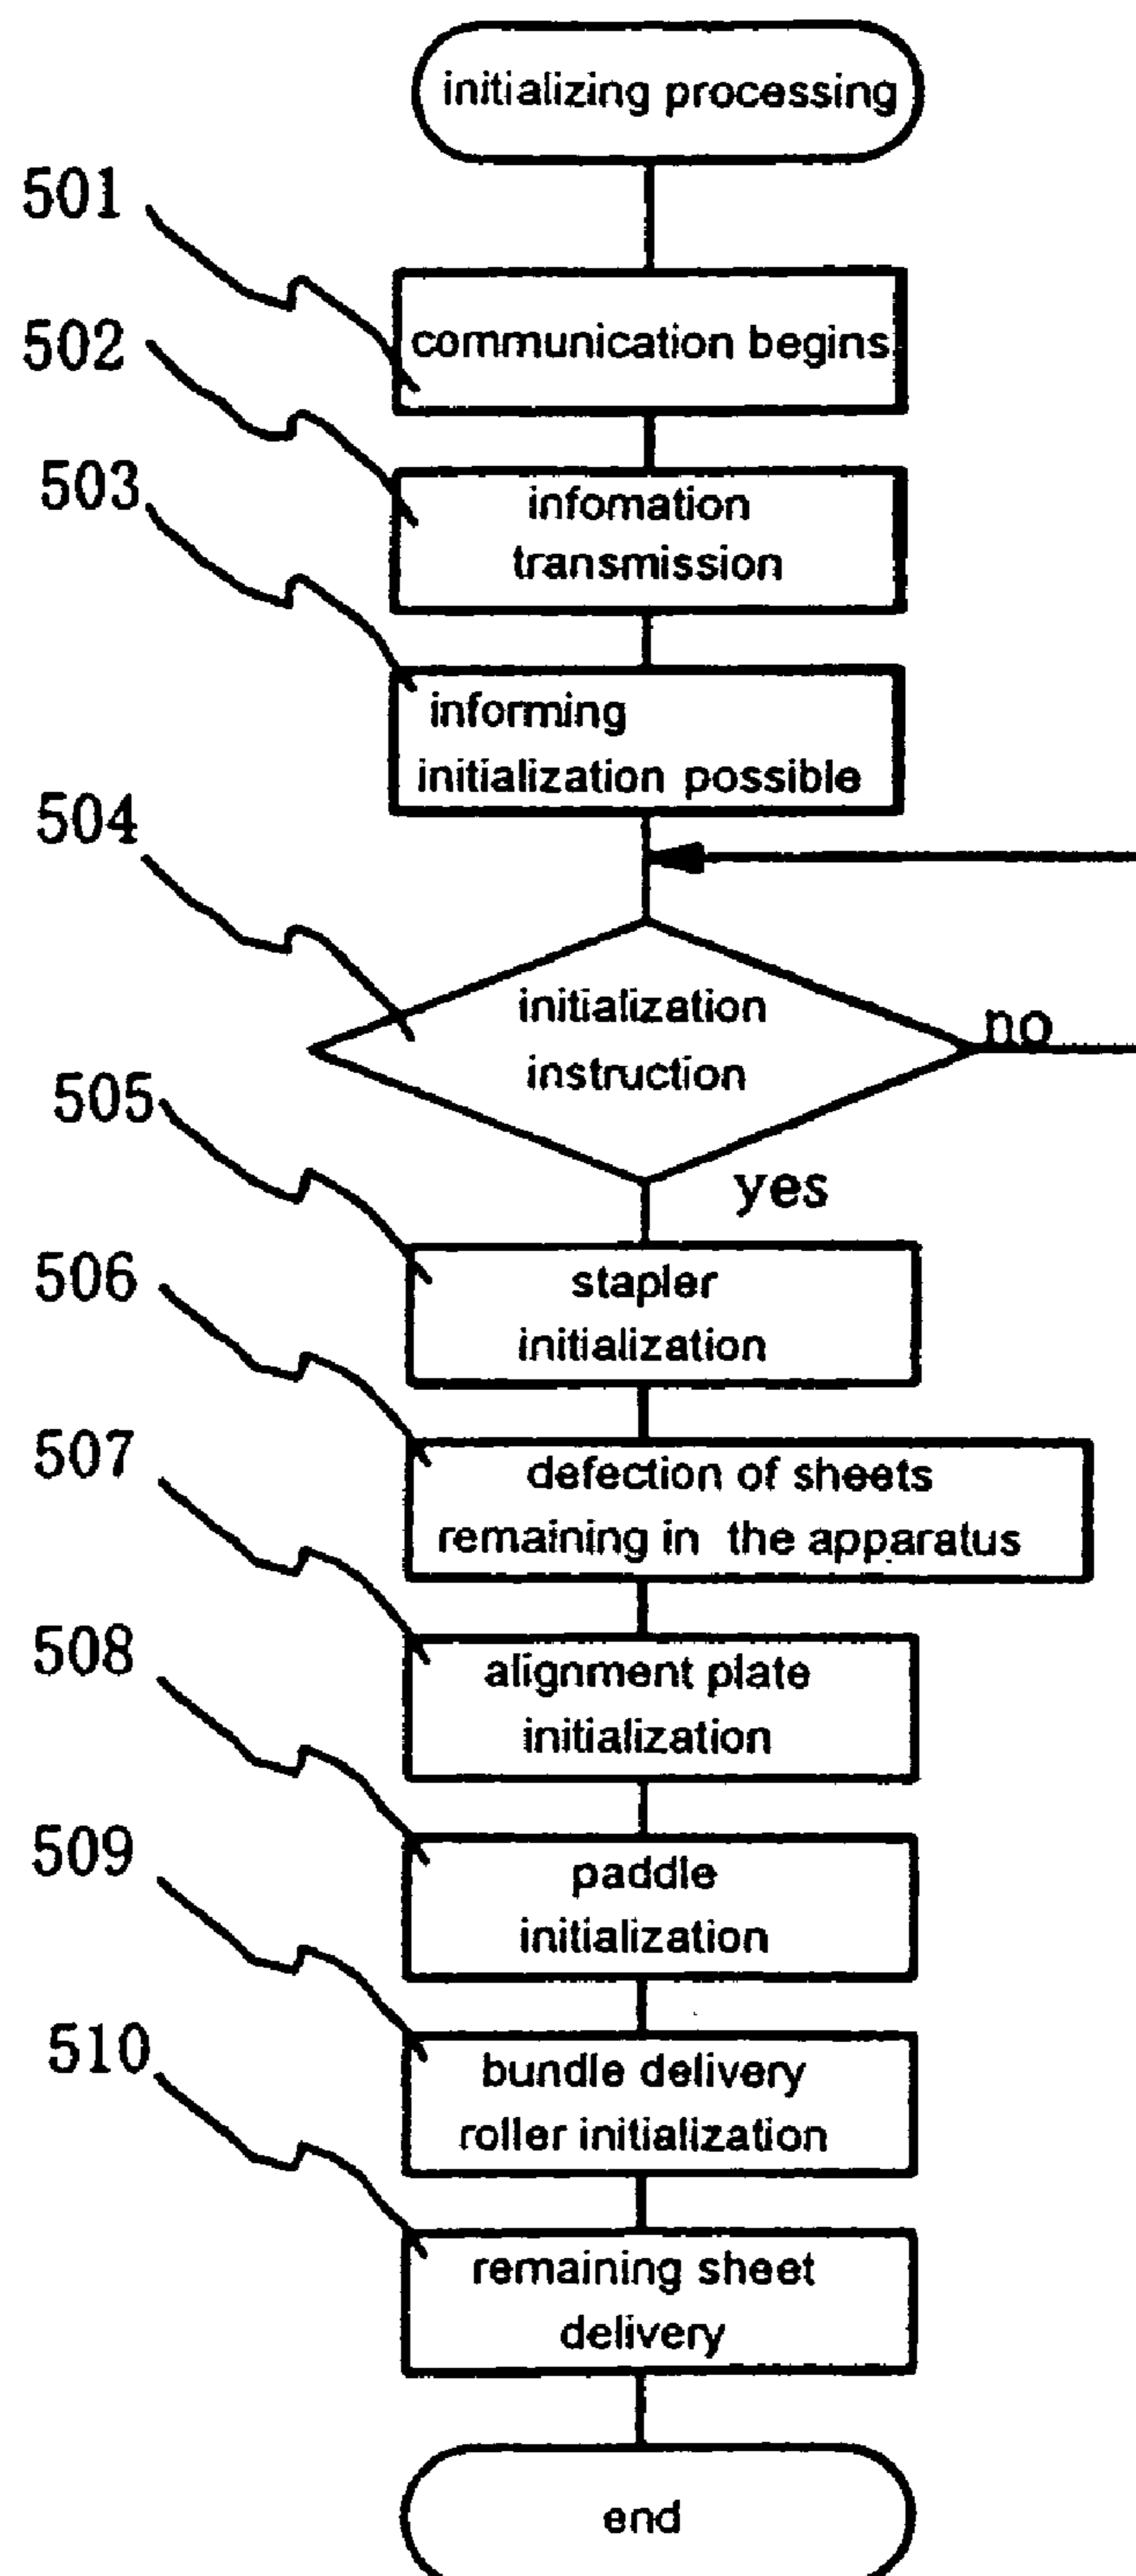 initializing processing
501
communication begins
502
infomation
transmission
503
informing
initialization possible
504
initialization
instruction
no
yes
505
stapler
initialization
506
defection of sheets
remaining in the apparatus
507
alignment plate
initialization
508
paddle
initialization
509
bundle delivery
roller initialization
510
remaining sheet
delivery
end